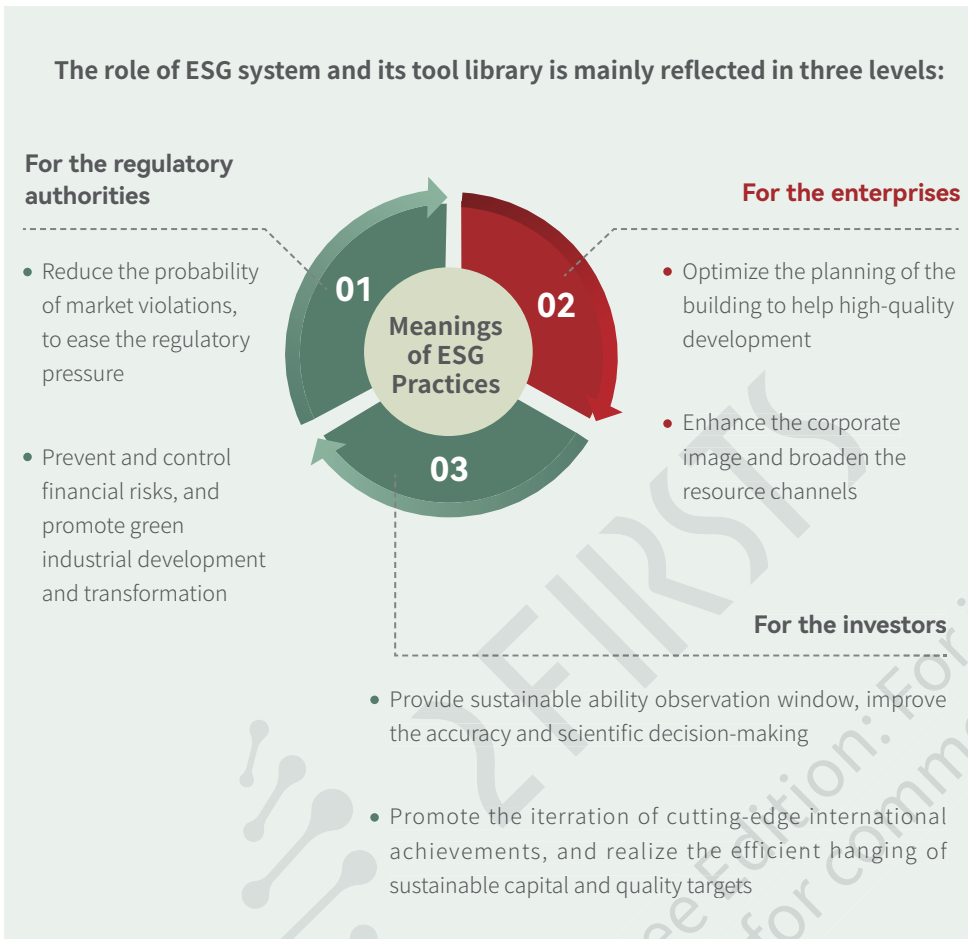 The role of ESG system and its tool library is mainly reflected in three levels:
For the regulatory
authorities
Reduce the probability
of market violations,
to ease the regulatory
pressure
Prevent and control
financial risks, and
promote green
industrial development
and transformation
01
02
03
Meanings
of ESG
Practices
For the enterprises
Optimize the planning of the
building to help high-quality
development
Enhance the corporate
image and broaden the
resource channels
For the investors
Provide sustainable ability observation window, improve
the accuracy and scientific decision-making
Promote the iterration of cutting-edge international
achievements, and realize the efficient hanging of
sustainable capital and quality targets
2FIRSTS
Edition: For
for comm